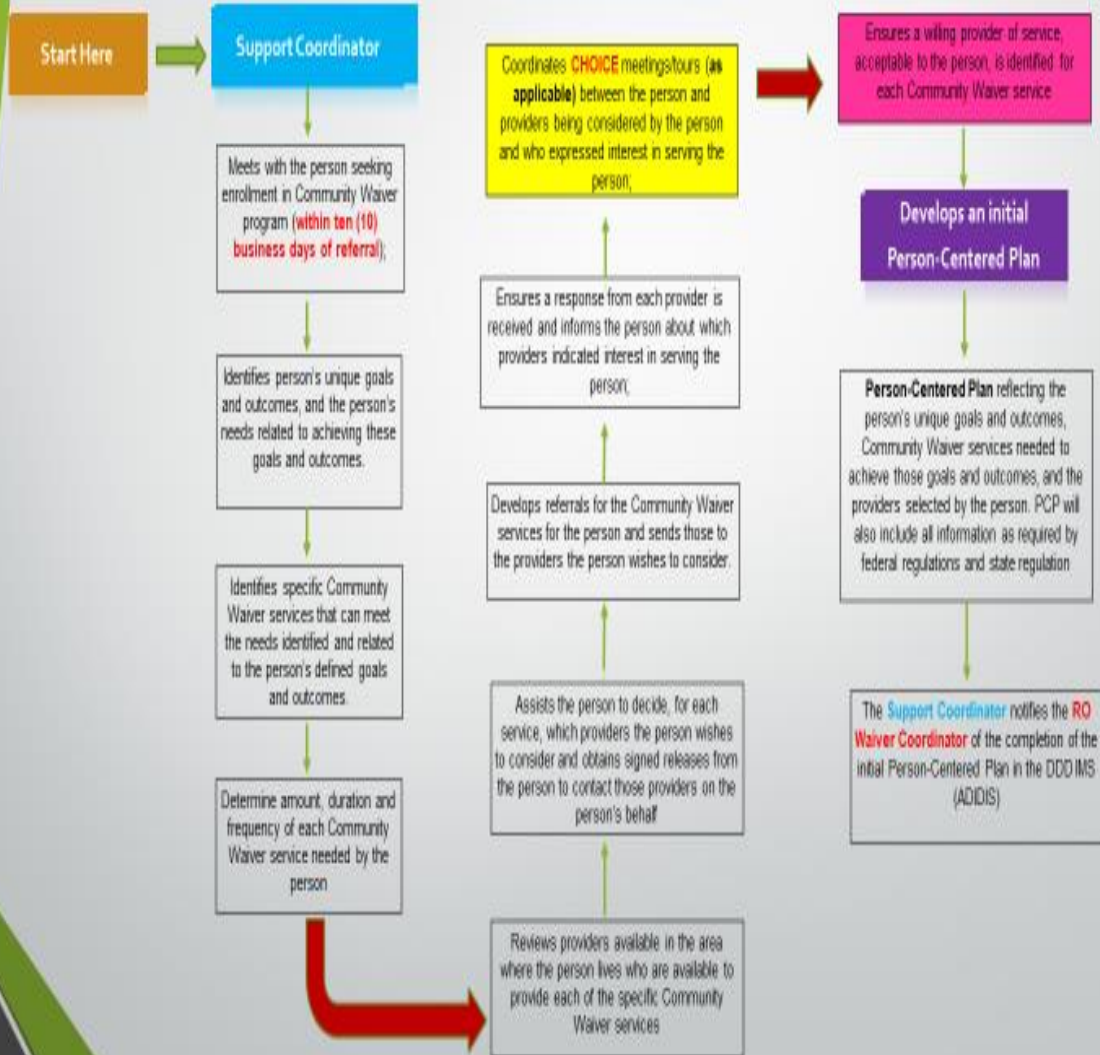 Start Here
Support Coordinator
Meets with the person seeking
enrollment in Community Waiver
program (within ten (10)
business days of referral);
Identifies person's unique goals
and outcomes, and the person's
needs related to achieving these
goals and outcomes.
Identifies specific Community
Waiver services that can meet
the needs identified and related
to the person's defined goals
and outcomes.
Determine amount, duration and
frequency of each Community
Waiver service needed by the
person
Reviews providers available in the area
where the person lives who are available to
provide each of the specific Community
Waiver services
Assists the person to decide, for each
service, which providers the person wishes
to consider and obtains signed releases from
the person to contact those providers on the
person's behalf
Develops referrals for the Community Waiver
services for the person and sends those to
the providers the person wishes to consider.
Ensures a response from each provider is
received and informs the person about which
providers indicated interest in serving the
person;
Coordinates CHOICE meetings/tours (as
applicable) between the person and
providers being considered by the person
and who expressed interest in serving the
person;
Ensures a willing provider of service,
acceptable to the person, is identified for
each Community Waiver service
Develops an initial
Person-Centered Plan
Person-Centered Plan reflecting the
person's unique goals and outcomes,
Community Waiver services needed to
achieve those goals and outcomes, and the
providers selected by the person. PCP will
also include all information as required by
federal regulations and state regulation
The Support Coordinator notifies the RO
Waiver Coordinator of the completion of the
initial Person-Centered Plan in the DDD IMS
(ADIDIS)